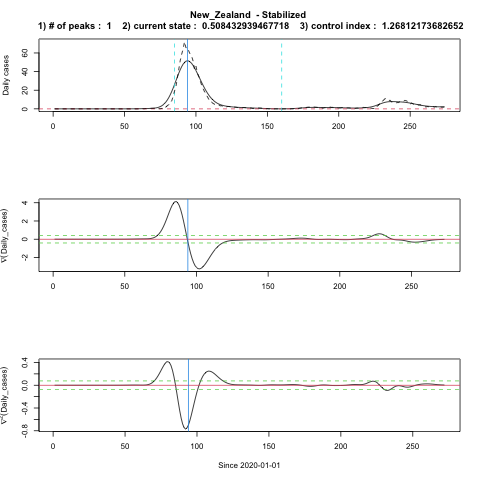 New_Zealand - Stabilized
1) # of peaks : 1 2) current state : 0.508432939467718 3) control index : 1.26812173682652
Daily cases
60
40
20
0
0 50 100 150 200 250
∇(Daily_cases)
4
2
0
-2
0 50 100 150 200 250
∇²(Daily_cases)
0.4
0.0
-0.4
-0.8
0 50 100 150 200 250
Since 2020-01-01